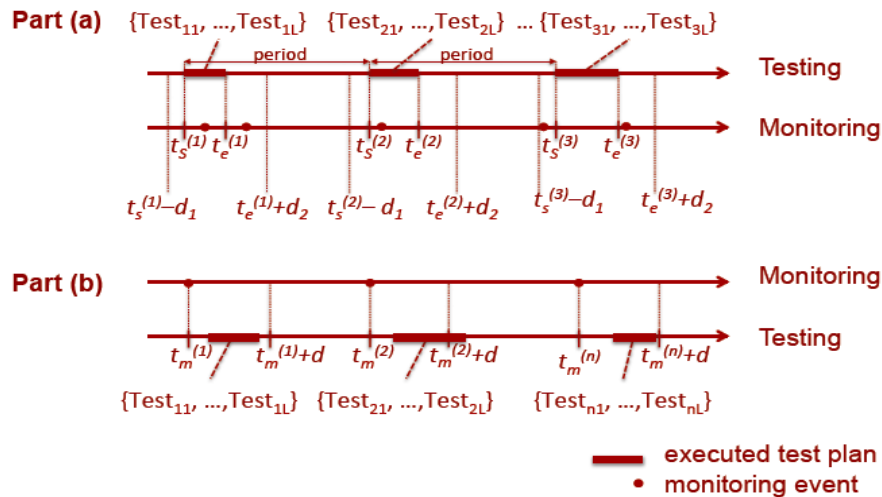 Part (a)
{Test₁₁, …,Test₁L} {Test₂₁, …,Test₂L} … {Test₃₁, …,Test₃L}
period period
Testing
Monitoring
tS⁽¹⁾ te⁽¹⁾ tS⁽²⁾ te⁽²⁾ tS⁽³⁾ te⁽³⁾
ts⁽¹⁾–d₁ te⁽¹⁾+d₂ ts⁽²⁾– d₁ te⁽²⁾+d₂ ts⁽³⁾–d₁ te⁽³⁾+d₂
Part (b)
Monitoring
Testing
tm⁽¹⁾ tm⁽¹⁾+d tm⁽²⁾ tm⁽²⁾+d tm⁽ⁿ⁾ tm⁽ⁿ⁾+d
{Test₁₁, …,Test₁L} {Test₂₁, …,Test₂L} {Testn₁, …,TestnL}
executed test plan
monitoring event